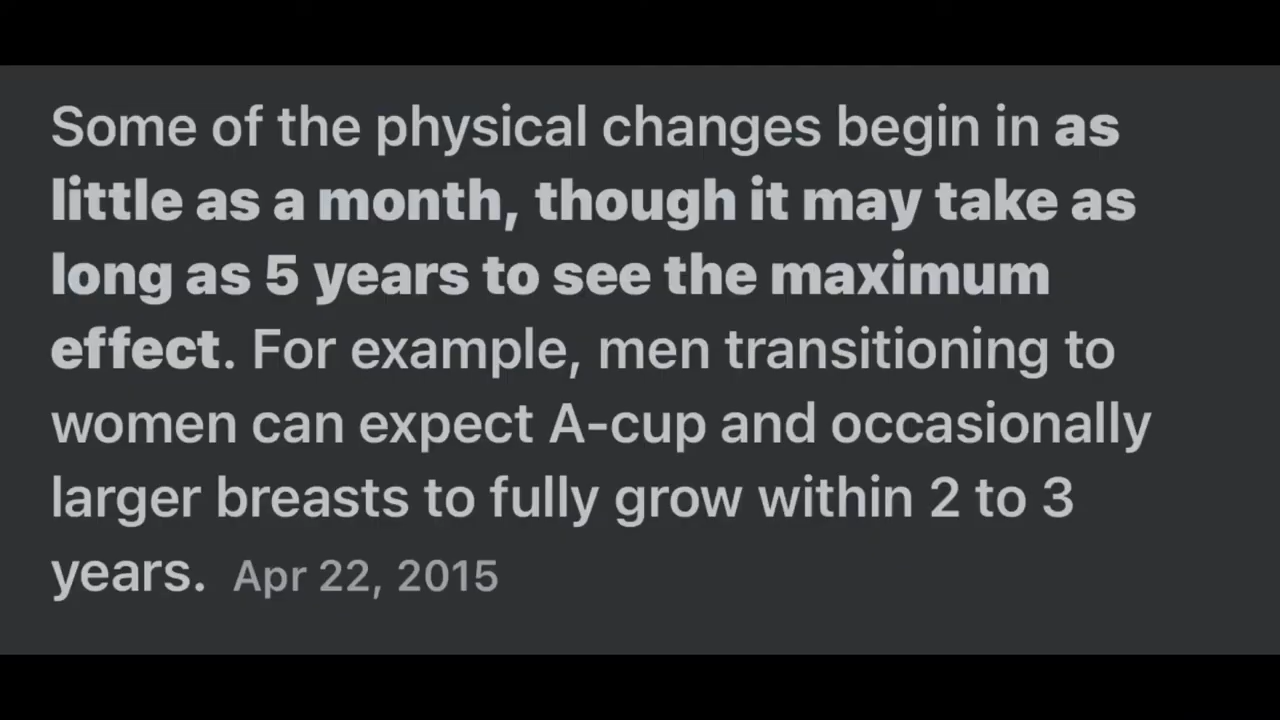 Some of the physical changes begin in as
little as a month, though it may take as
long as 5 years to see the maximum
effect. For example, men transitioning to
women can expect A-cup and occasionally
larger breasts to fully grow within 2 to 3
years. Apr 22, 2015